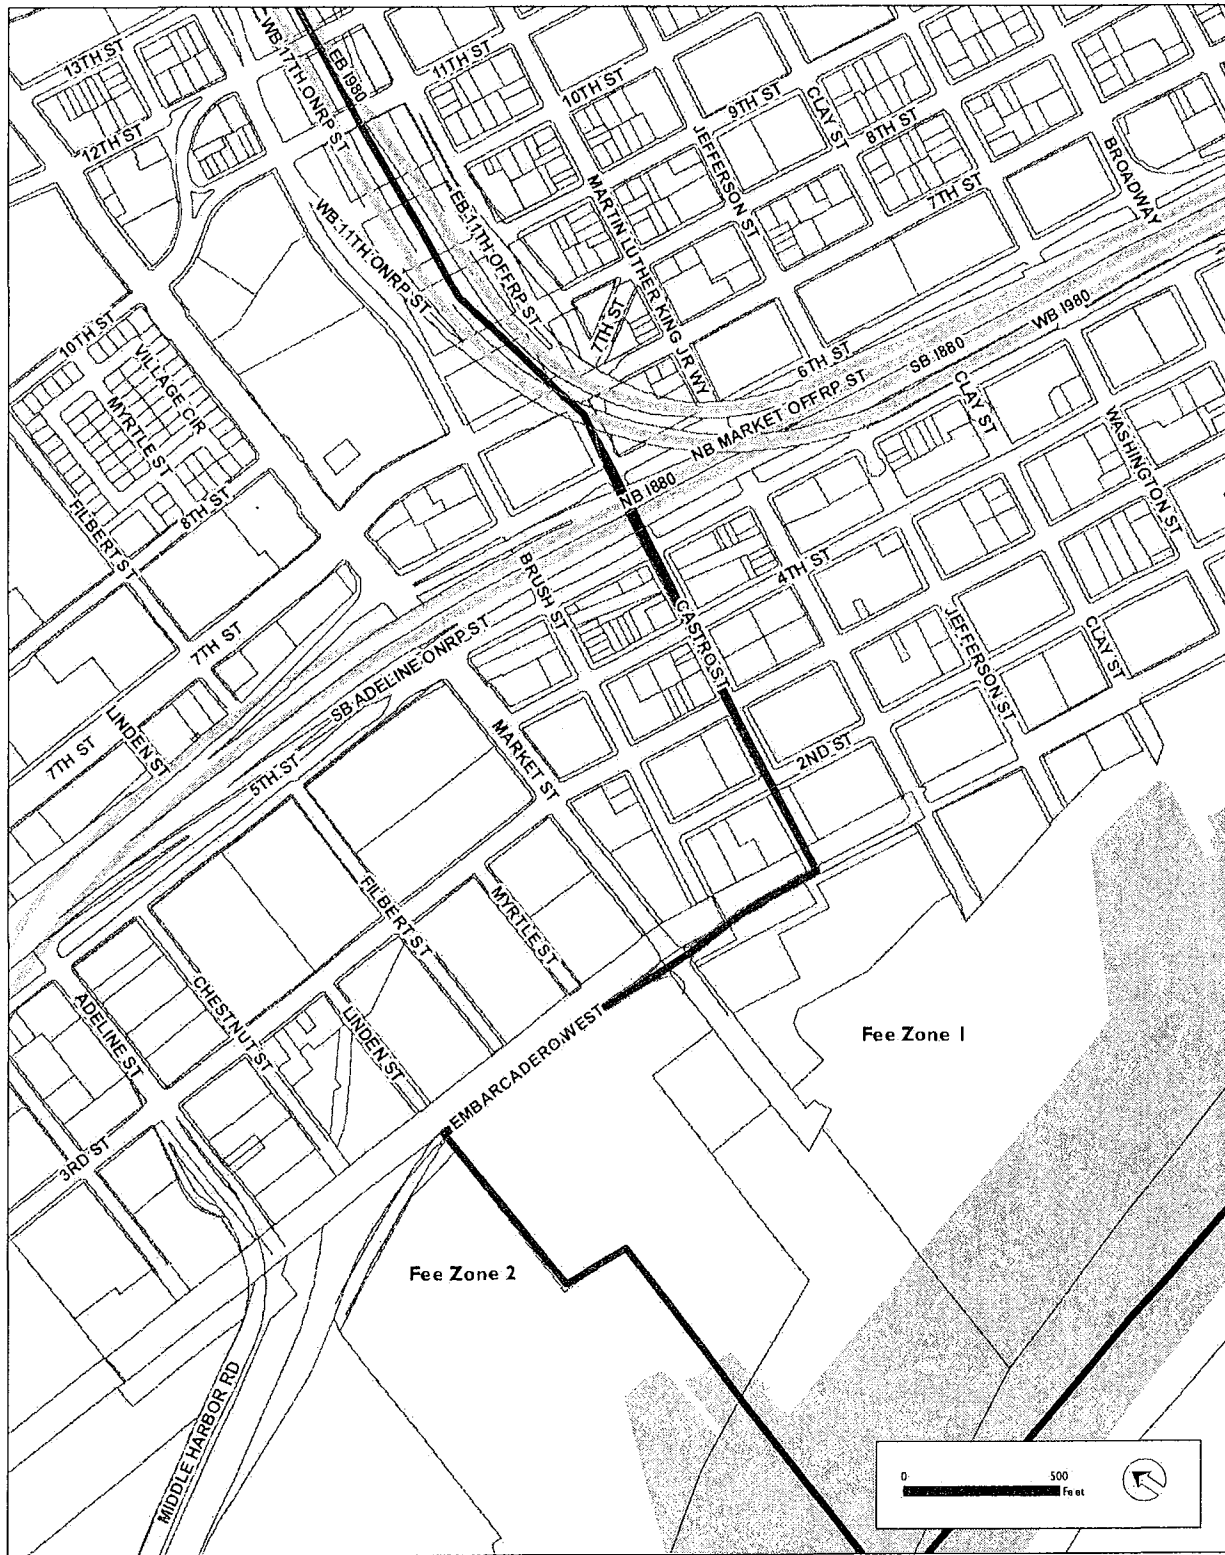 13TH ST
12TH ST
WB 17TH ONRP ST
EB I980
11TH ST
10TH ST
9TH ST
CLAY ST
8TH ST
JEFFERSON ST
7TH ST
BROADWAY
MARTIN LUTHER KING JR WY
WB 11TH ONRP ST
EB 11TH OFFRP ST
7TH ST
10TH ST
VILLAGE CIR
MYRTLE ST
8TH ST
FILBERT ST
6TH ST
NB MARKET OFFRP ST
SB I880
WB I980
NB I880
CLAY ST
WASHINGTON ST
BRUSH ST
4TH ST
CASTRO ST
7TH ST
SB ADELINE ONRP ST
JEFFERSON ST
CLAY ST
LINDEN ST
7TH ST
5TH ST
MARKET ST
2ND ST
FILBERT ST
MYRTLE ST
ADELINE ST
CHESTNUT ST
LINDEN ST
EMBARCADERO WEST
3RD ST
Fee Zone 1
Fee Zone 2
MIDDLE HARBOR RD
0 500
Feet